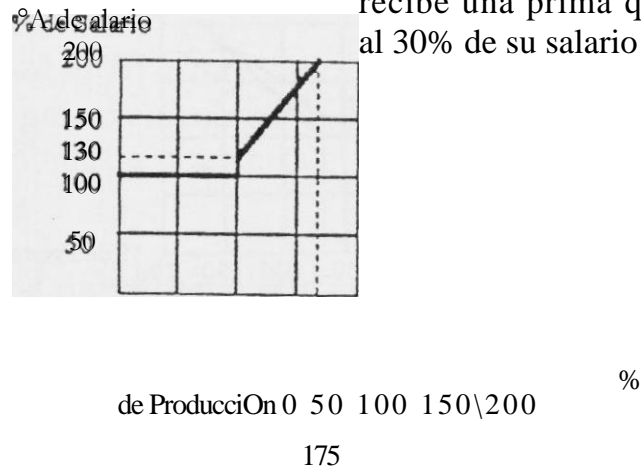 recibe una prima q
al 30% de su salario
% de Salario
200
150
130
100
50
%
de ProducciOn 0 50 100 150\200
175